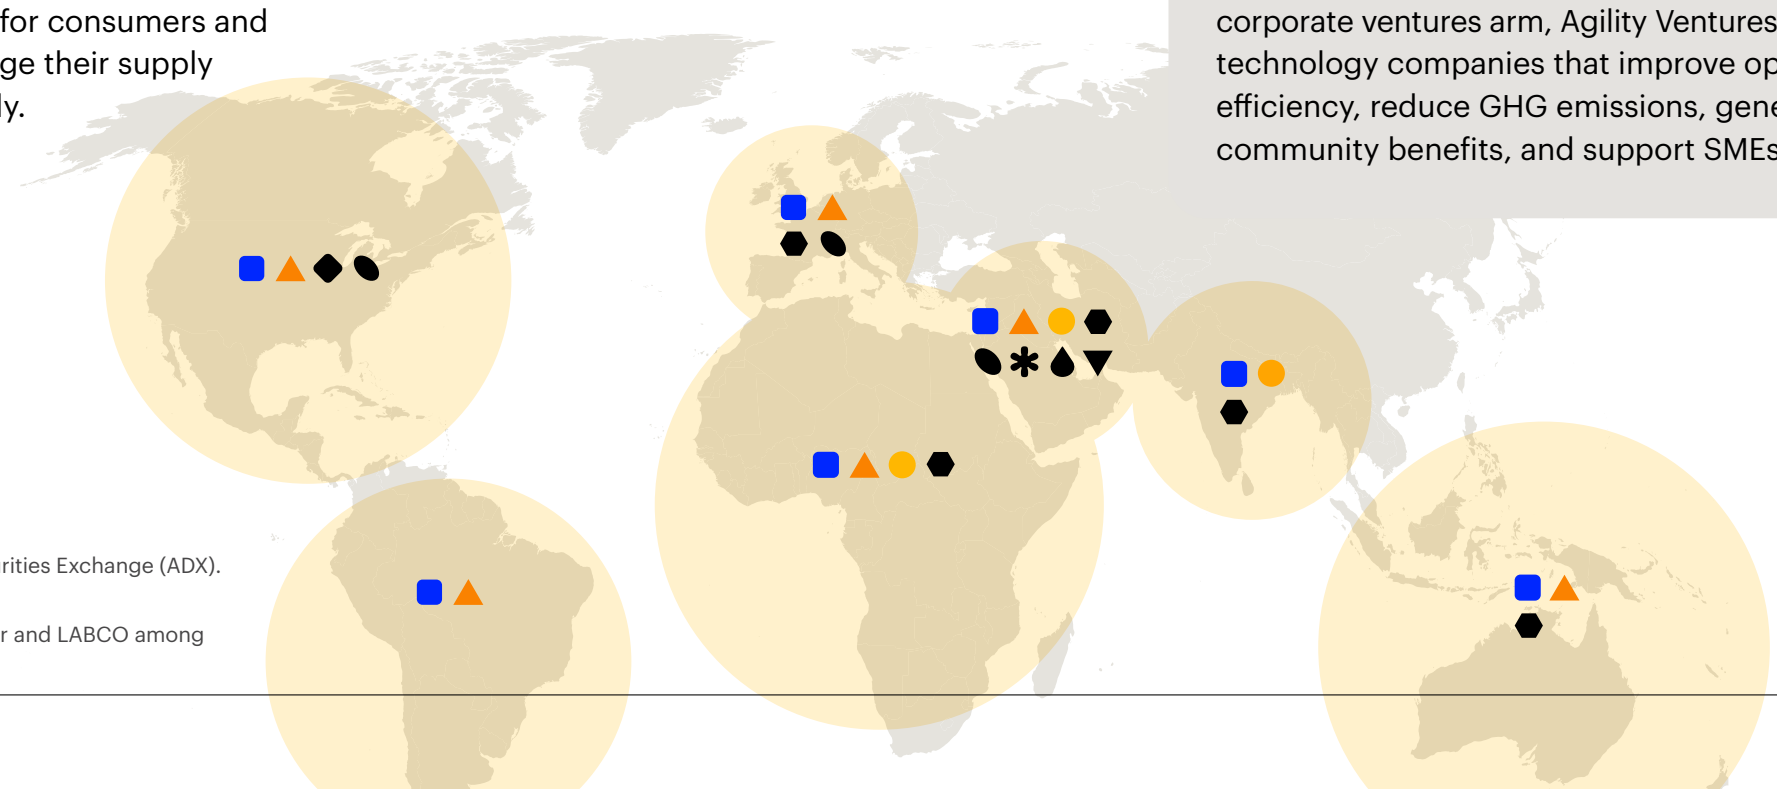 for consumers and
ge their supply
ly.
corporate ventures arm, Agility Ventures
technology companies that improve op
efficiency, reduce GHG emissions, gene
community benefits, and support SMEs
rities Exchange (ADX).
r and LABCO among